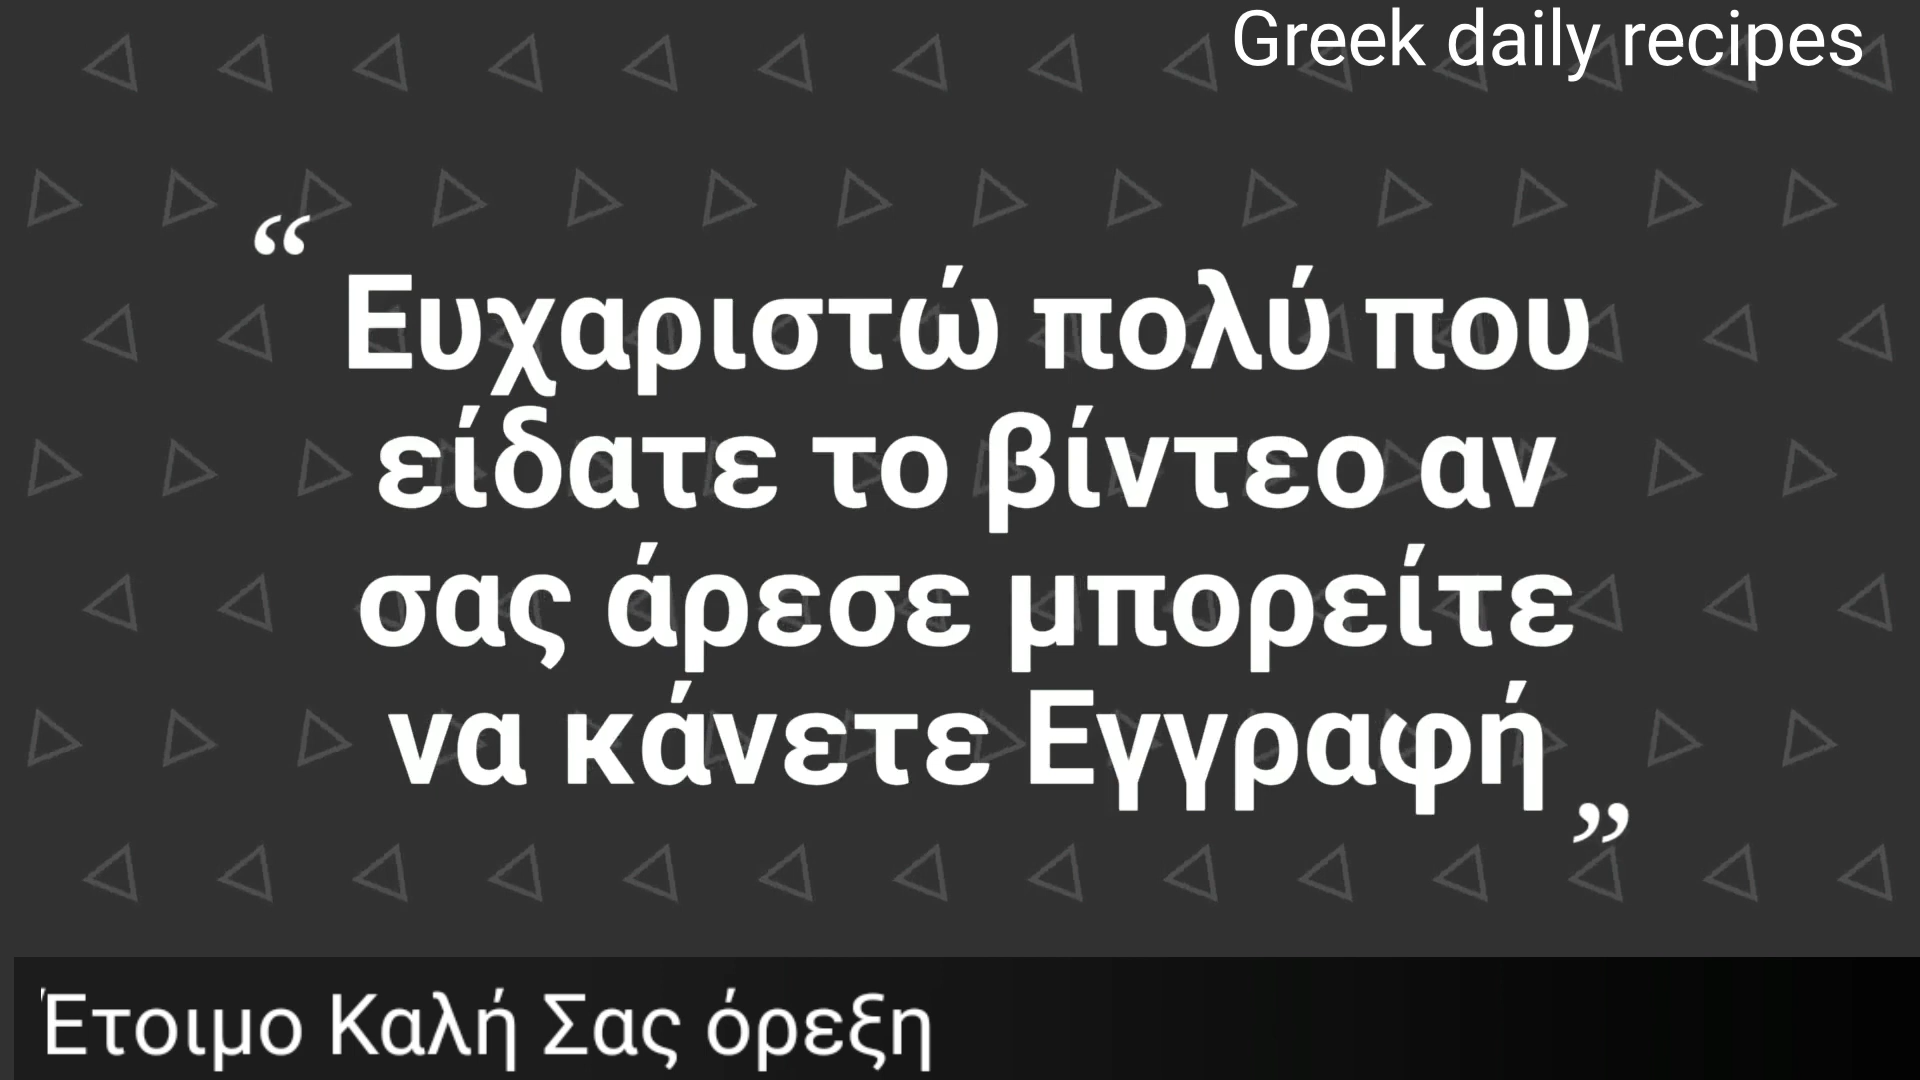 Greek daily recipes
“ Ευχαριστώ πολύ που
είδατε το βίντεο αν
σας άρεσε μπορείτε
να κάνετε Εγγραφή ”
Έτοιμο Καλή Σας όρεξη